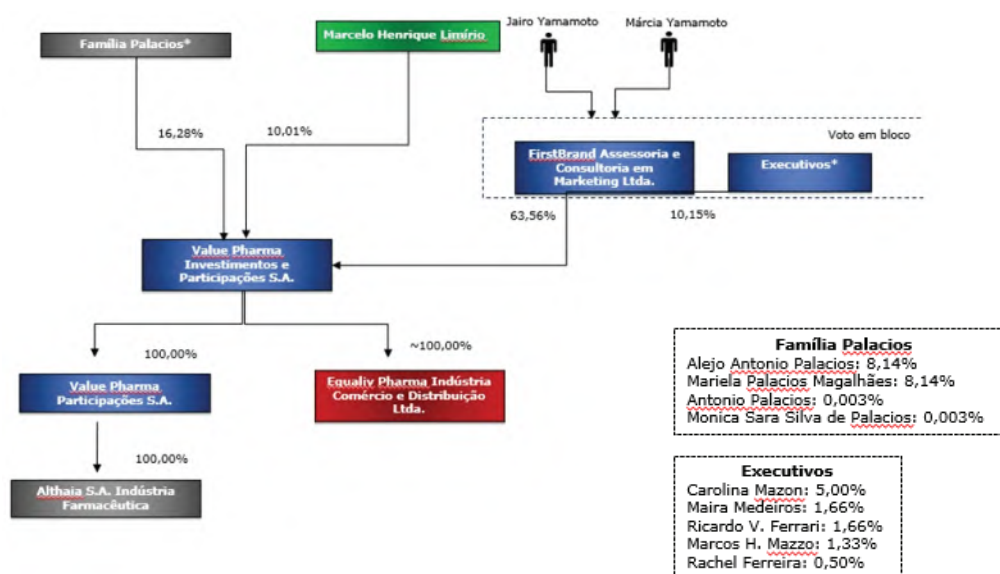 Jairo Yamamoto
Márcia Yamamoto
Família Palacios*
Marcelo Henrique Limírio
16,28%
10,01%
Voto em bloco
FirstBrand Assessoria e
Consultoria em
Marketing Ltda.
Executivos*
63,56%
10,15%
Value Pharma
Investimentos e
Participações S.A.
100,00%
~100,00%
Value Pharma
Participações S.A.
Equaliv Pharma Indústria
Comércio e Distribuição
Ltda.
100,00%
Althaia S.A. Indústria
Farmacêutica
Família Palacios
Alejo Antonio Palacios: 8,14%
Mariela Palacios Magalhães: 8,14%
Antonio Palacios: 0,003%
Monica Sara Silva de Palacios: 0,003%
Executivos
Carolina Mazon: 5,00%
Maira Medeiros: 1,66%
Ricardo V. Ferrari: 1,66%
Marcos H. Mazzo: 1,33%
Rachel Ferreira: 0,50%